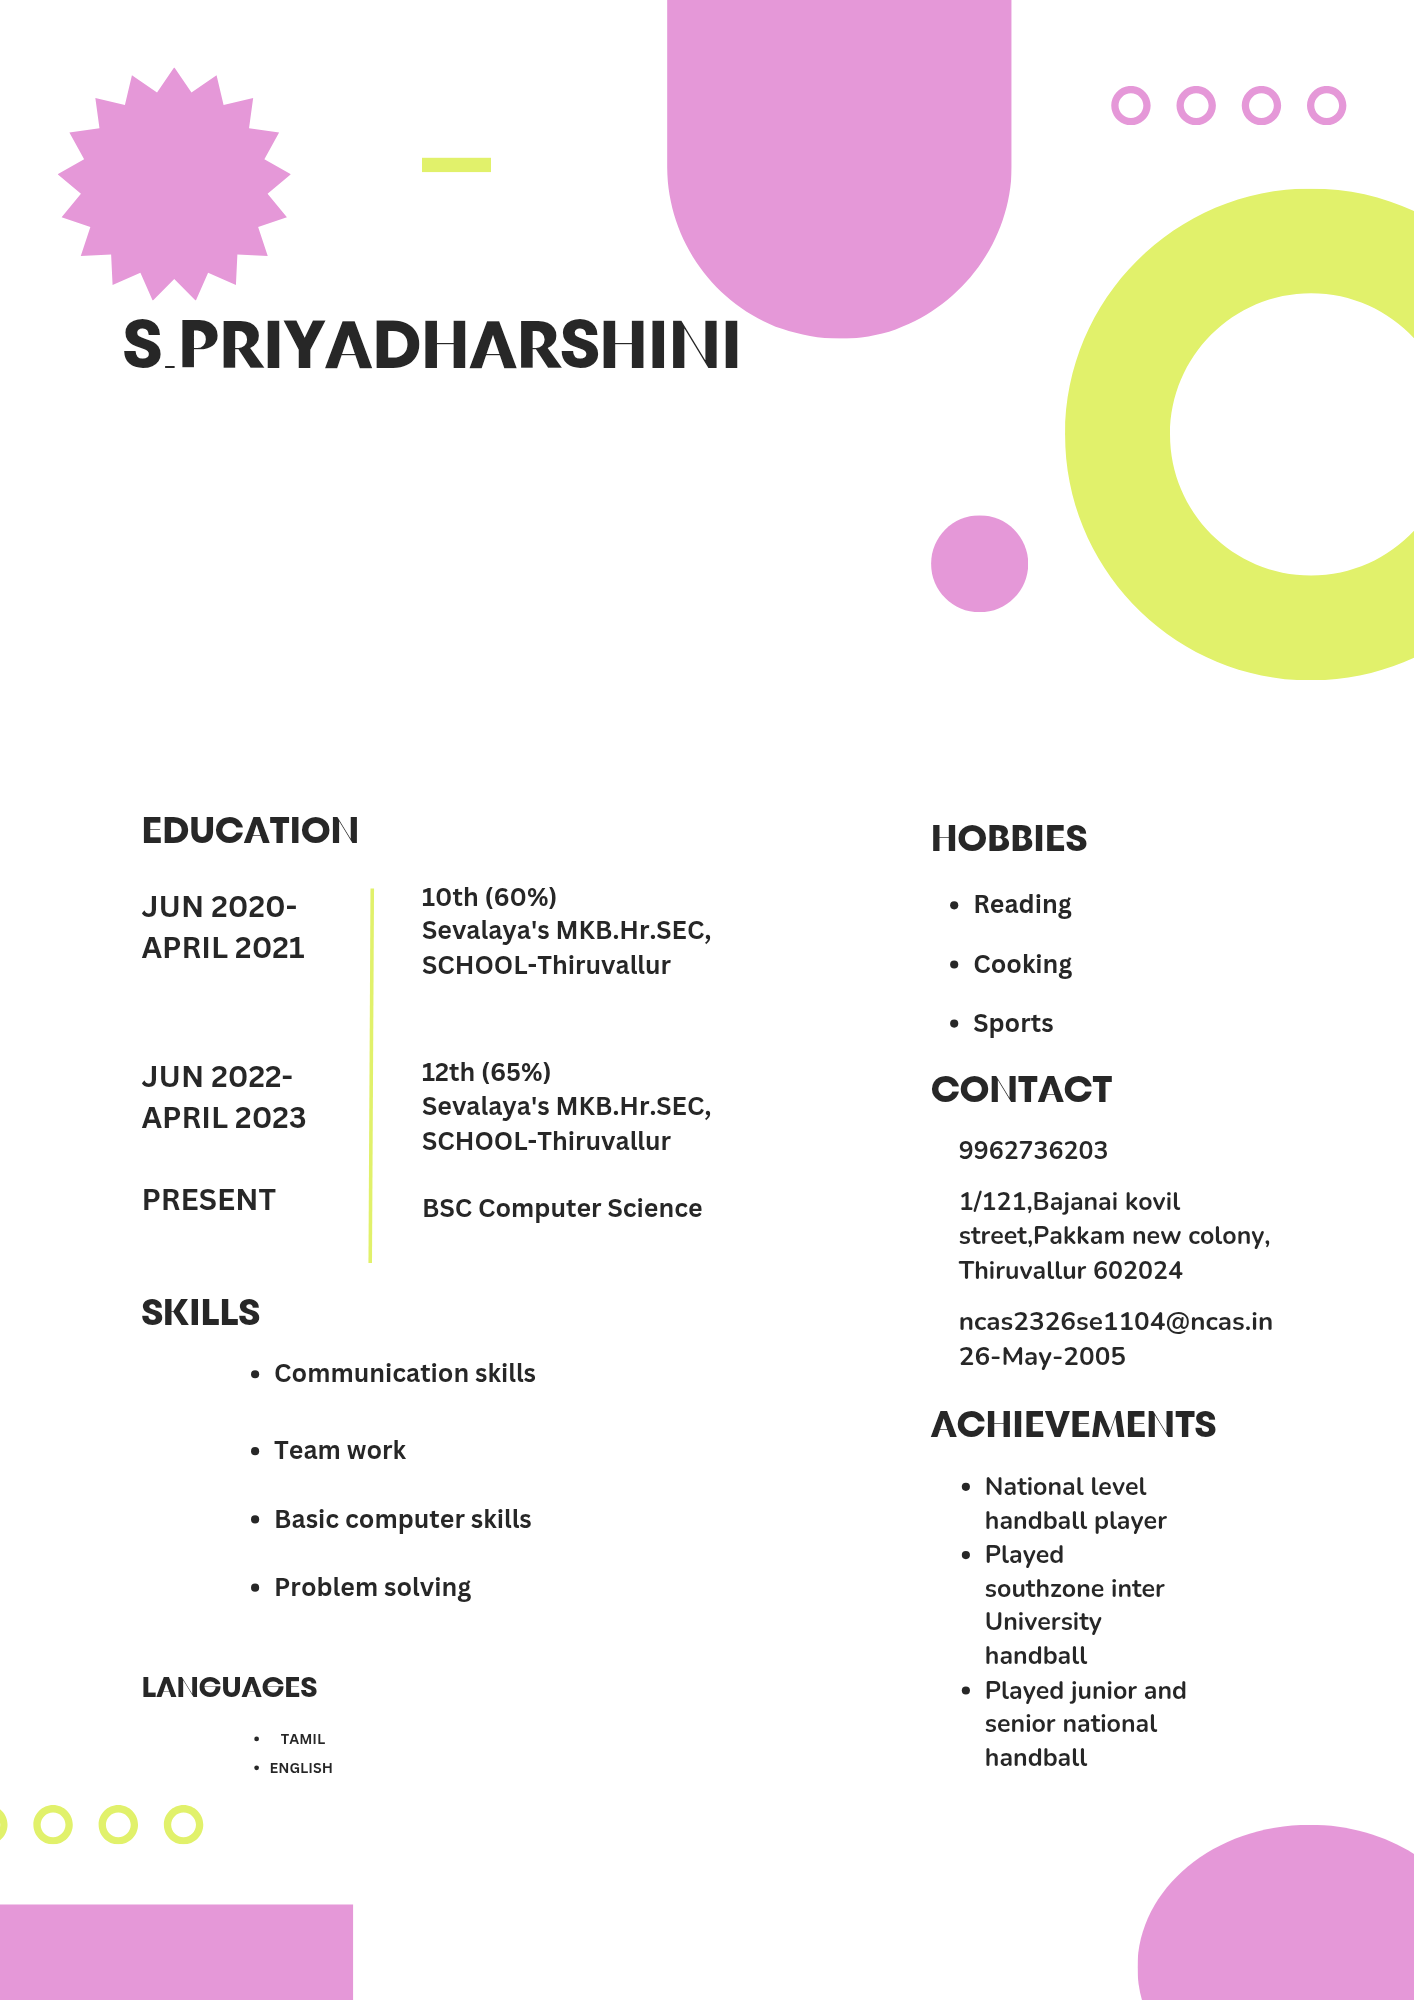 S.PRIYADHARSHINI
EDUCATION
JUN 2020-
APRIL 2021
10th (60%)
Sevalaya's MKB.Hr.SEC,
SCHOOL-Thiruvallur
JUN 2022-
APRIL 2023
12th (65%)
Sevalaya's MKB.Hr.SEC,
SCHOOL-Thiruvallur
PRESENT
BSC Computer Science
SKILLS
• Communication skills
• Team work
• Basic computer skills
• Problem solving
LANGUAGES
• TAMIL
• ENGLISH
HOBBIES
• Reading
• Cooking
• Sports
CONTACT
9962736203
1/121,Bajanai kovil
street,Pakkam new colony,
Thiruvallur 602024
ncas2326se1104@ncas.in
26-May-2005
ACHIEVEMENTS
• National level
handball player
• Played
southzone inter
University
handball
• Played junior and
senior national
handball